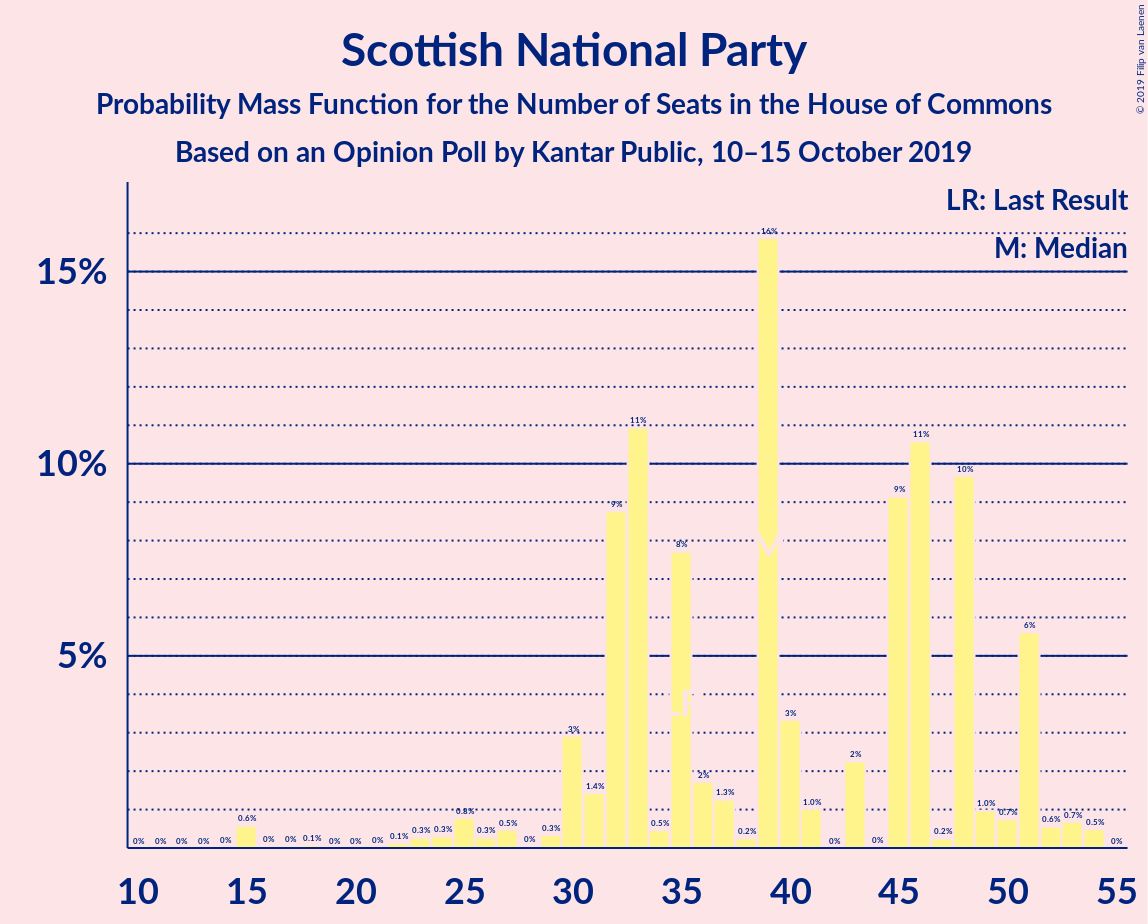 © 2019 Filip van Laenen
Scottish National Party
Probability Mass Function for the Number of Seats in the House of Commons
Based on an Opinion Poll by Kantar Public, 10–15 October 2019
LR: Last Result
M: Median
15%
10%
5%
0% 0% 0% 0% 0% 0.6% 0% 0% 0.1% 0% 0% 0% 0.1% 0.3% 0.3% 0.8% 0.3% 0.5% 0% 0.3% 3% 1.4% 9% 11% 0.5% 8% 2% 1.3% 0.2% 16% 3% 1.0% 0% 2% 0% 9% 11% 0.2% 10% 1.0% 0.7% 6% 0.6% 0.7% 0.5% 0%
10 15 20 25 30 35 40 45 50 55